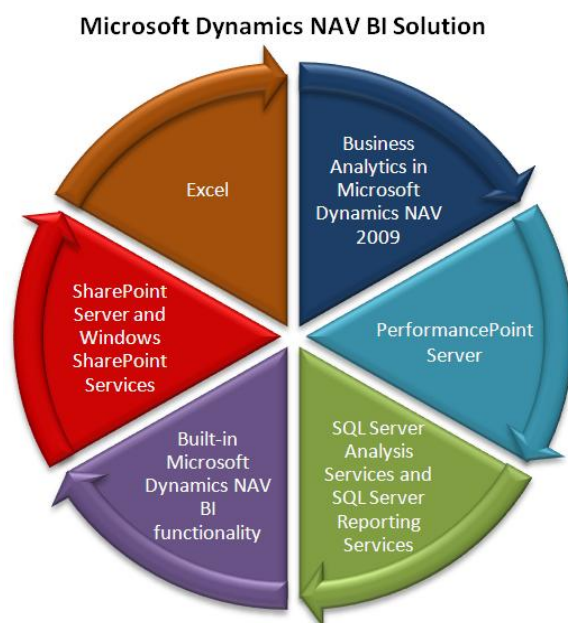 Microsoft Dynamics NAV BI Solution
Business
Analytics in
Microsoft
Dynamics NAV
2009
PerformancePoint
Server
SQL Server
Analysis
Services and
SQL Server
Reporting
Services
Built-in
Microsoft
Dynamics NAV
BI
functionality
SharePoint
Server and
Windows
SharePoint
Services
Excel